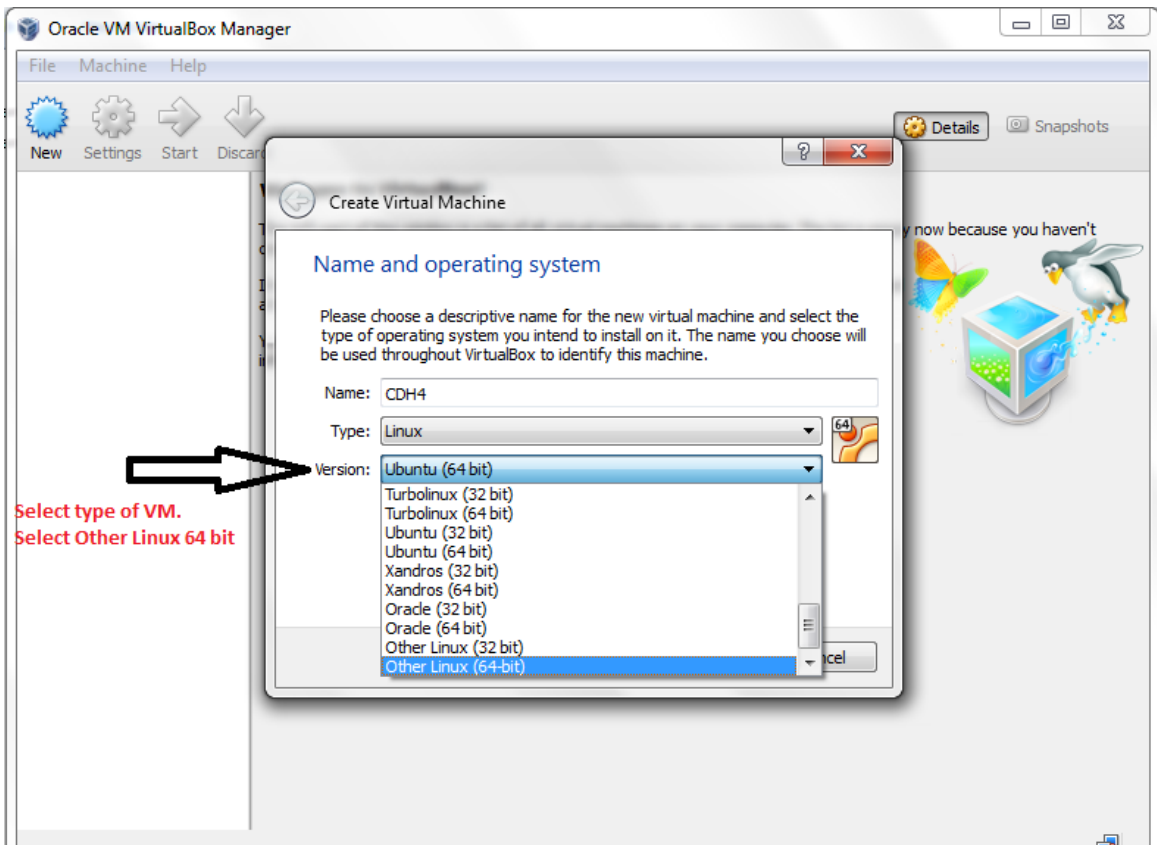 Oracle VM VirtualBox Manager
File Machine Help
New Settings Start Discard
Details Snapshots
Create Virtual Machine
y now because you haven't
Name and operating system
Please choose a descriptive name for the new virtual machine and select the
type of operating system you intend to install on it. The name you choose will
be used throughout VirtualBox to identify this machine.
Name: CDH4
Type: Linux
64
Version: Ubuntu (64 bit)
Turbolinux (32 bit)
Turbolinux (64 bit)
Ubuntu (32 bit)
Ubuntu (64 bit)
Xandros (32 bit)
Xandros (64 bit)
Oracle (32 bit)
Oracle (64 bit)
Other Linux (32 bit)
Other Linux (64-bit)
ncel
Select type of VM.
Select Other Linux 64 bit